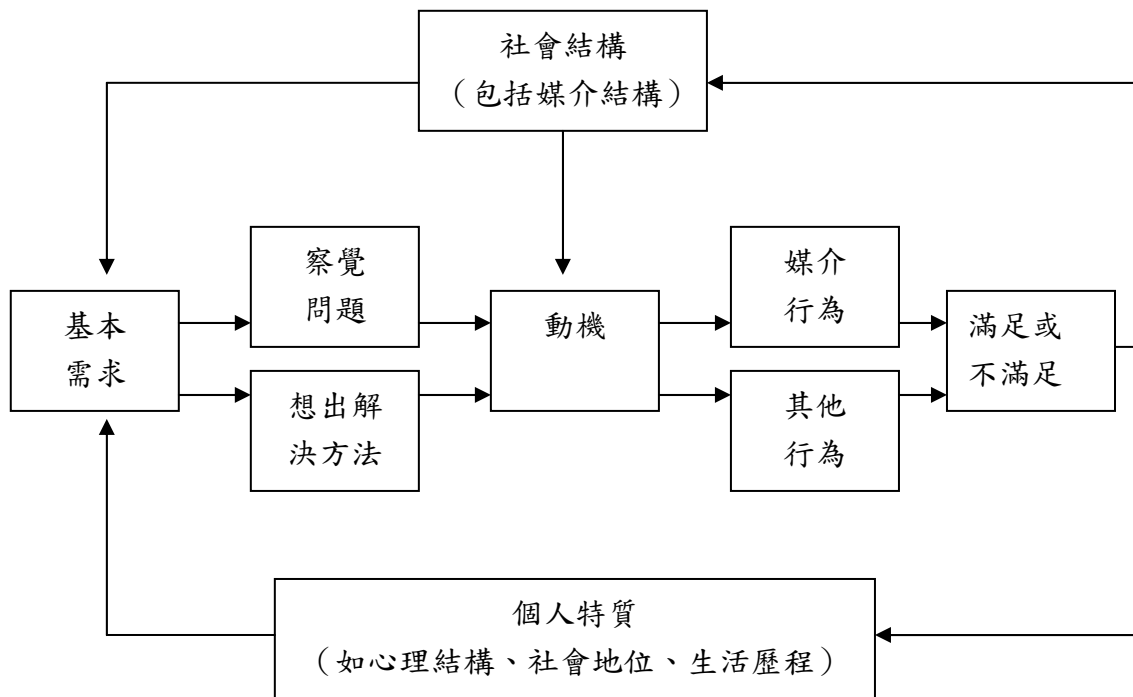 社會結構
（包括媒介結構）
基本
需求
察覺
問題
想出解
決方法
動機
媒介
行為
其他
行為
滿足或
不滿足
個人特質
（如心理結構、社會地位、生活歷程）